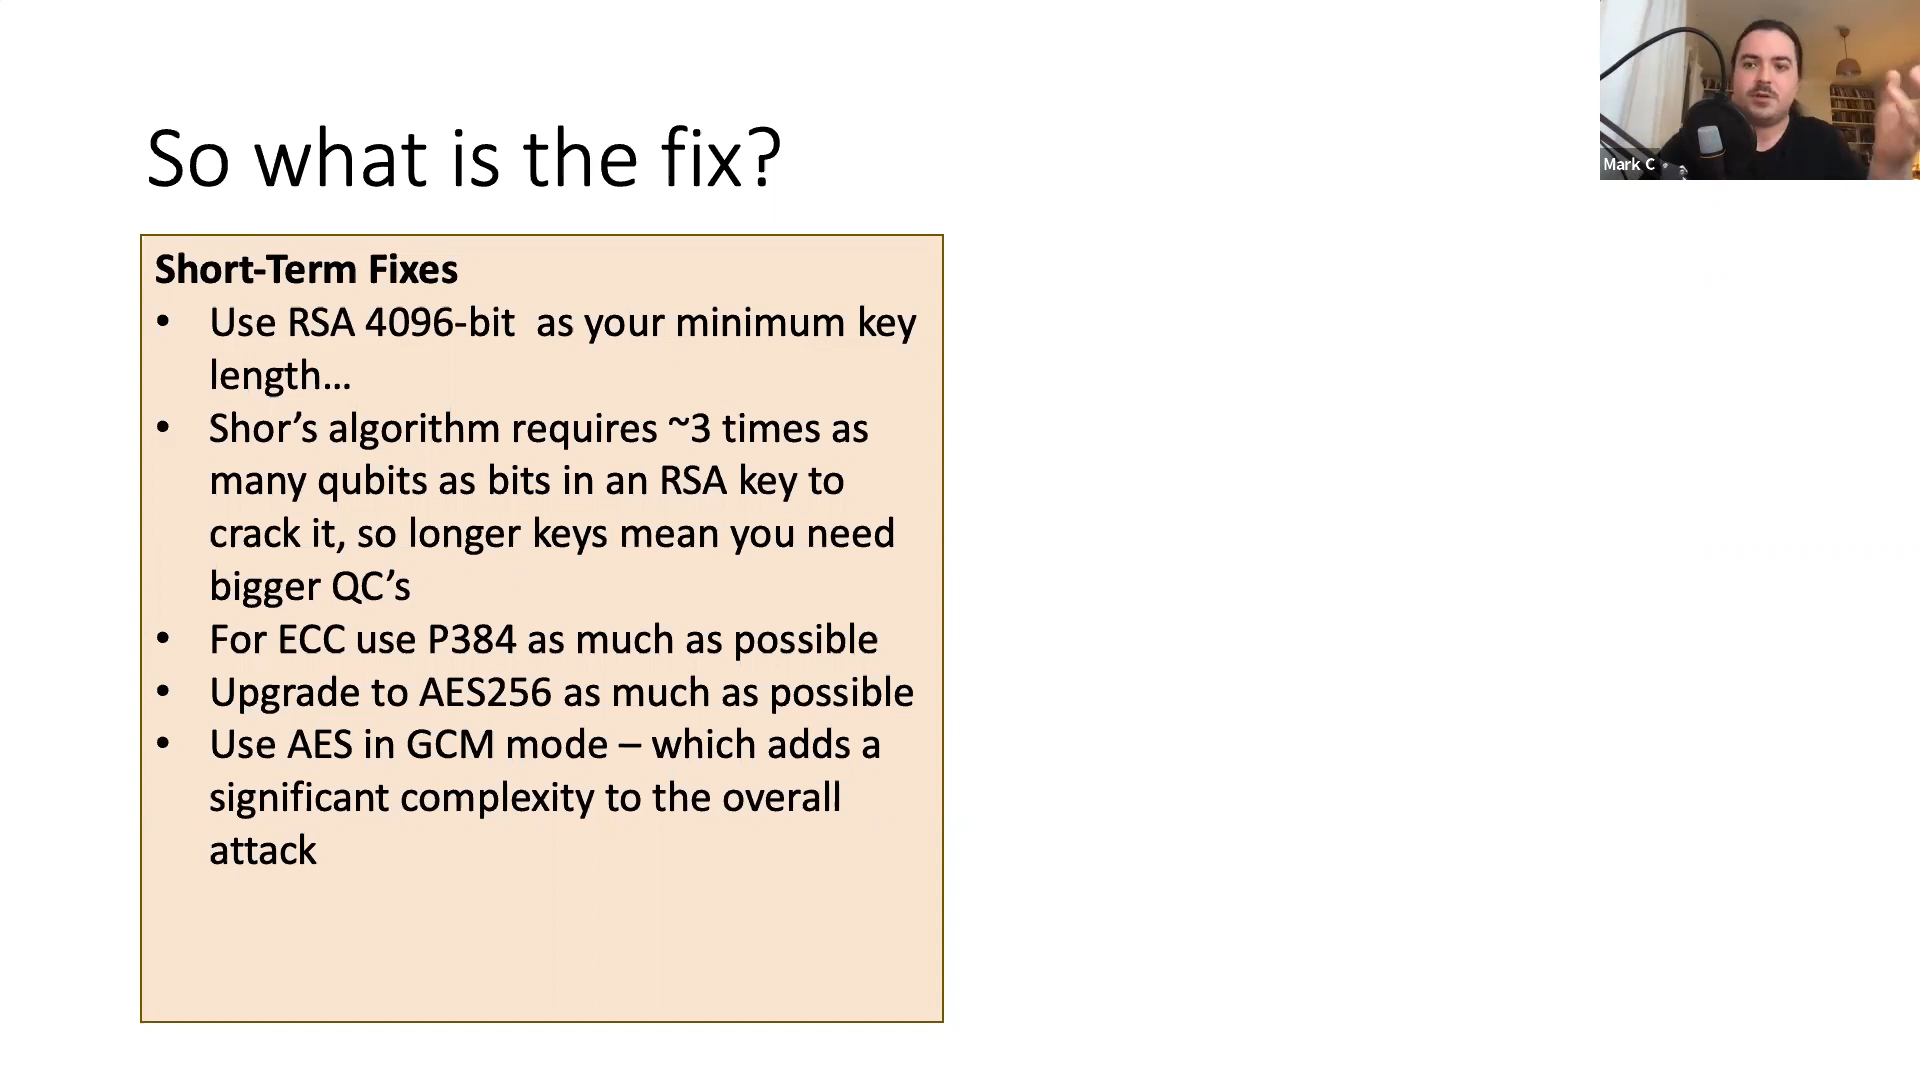 So what is the fix?
Mark C
Short-Term Fixes
• Use RSA 4096-bit  as your minimum key
length…
• Shor’s algorithm requires ~3 times as
many qubits as bits in an RSA key to
crack it, so longer keys mean you need
bigger QC’s
• For ECC use P384 as much as possible
• Upgrade to AES256 as much as possible
• Use AES in GCM mode – which adds a
significant complexity to the overall
attack